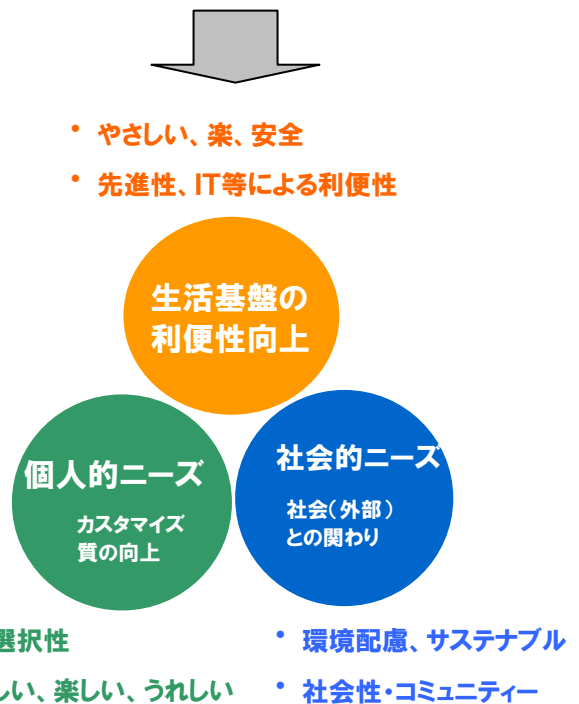 ・ やさしい、楽、安全
・ 先進性、IT等による利便性
生活基盤の
利便性向上
個人的ニーズ
カスタマイズ
質の向上
社会的ニーズ
社会(外部)
との関わり
選択性
しい、楽しい、うれしい
・ 環境配慮、サステナブル
・ 社会性・コミュニティー